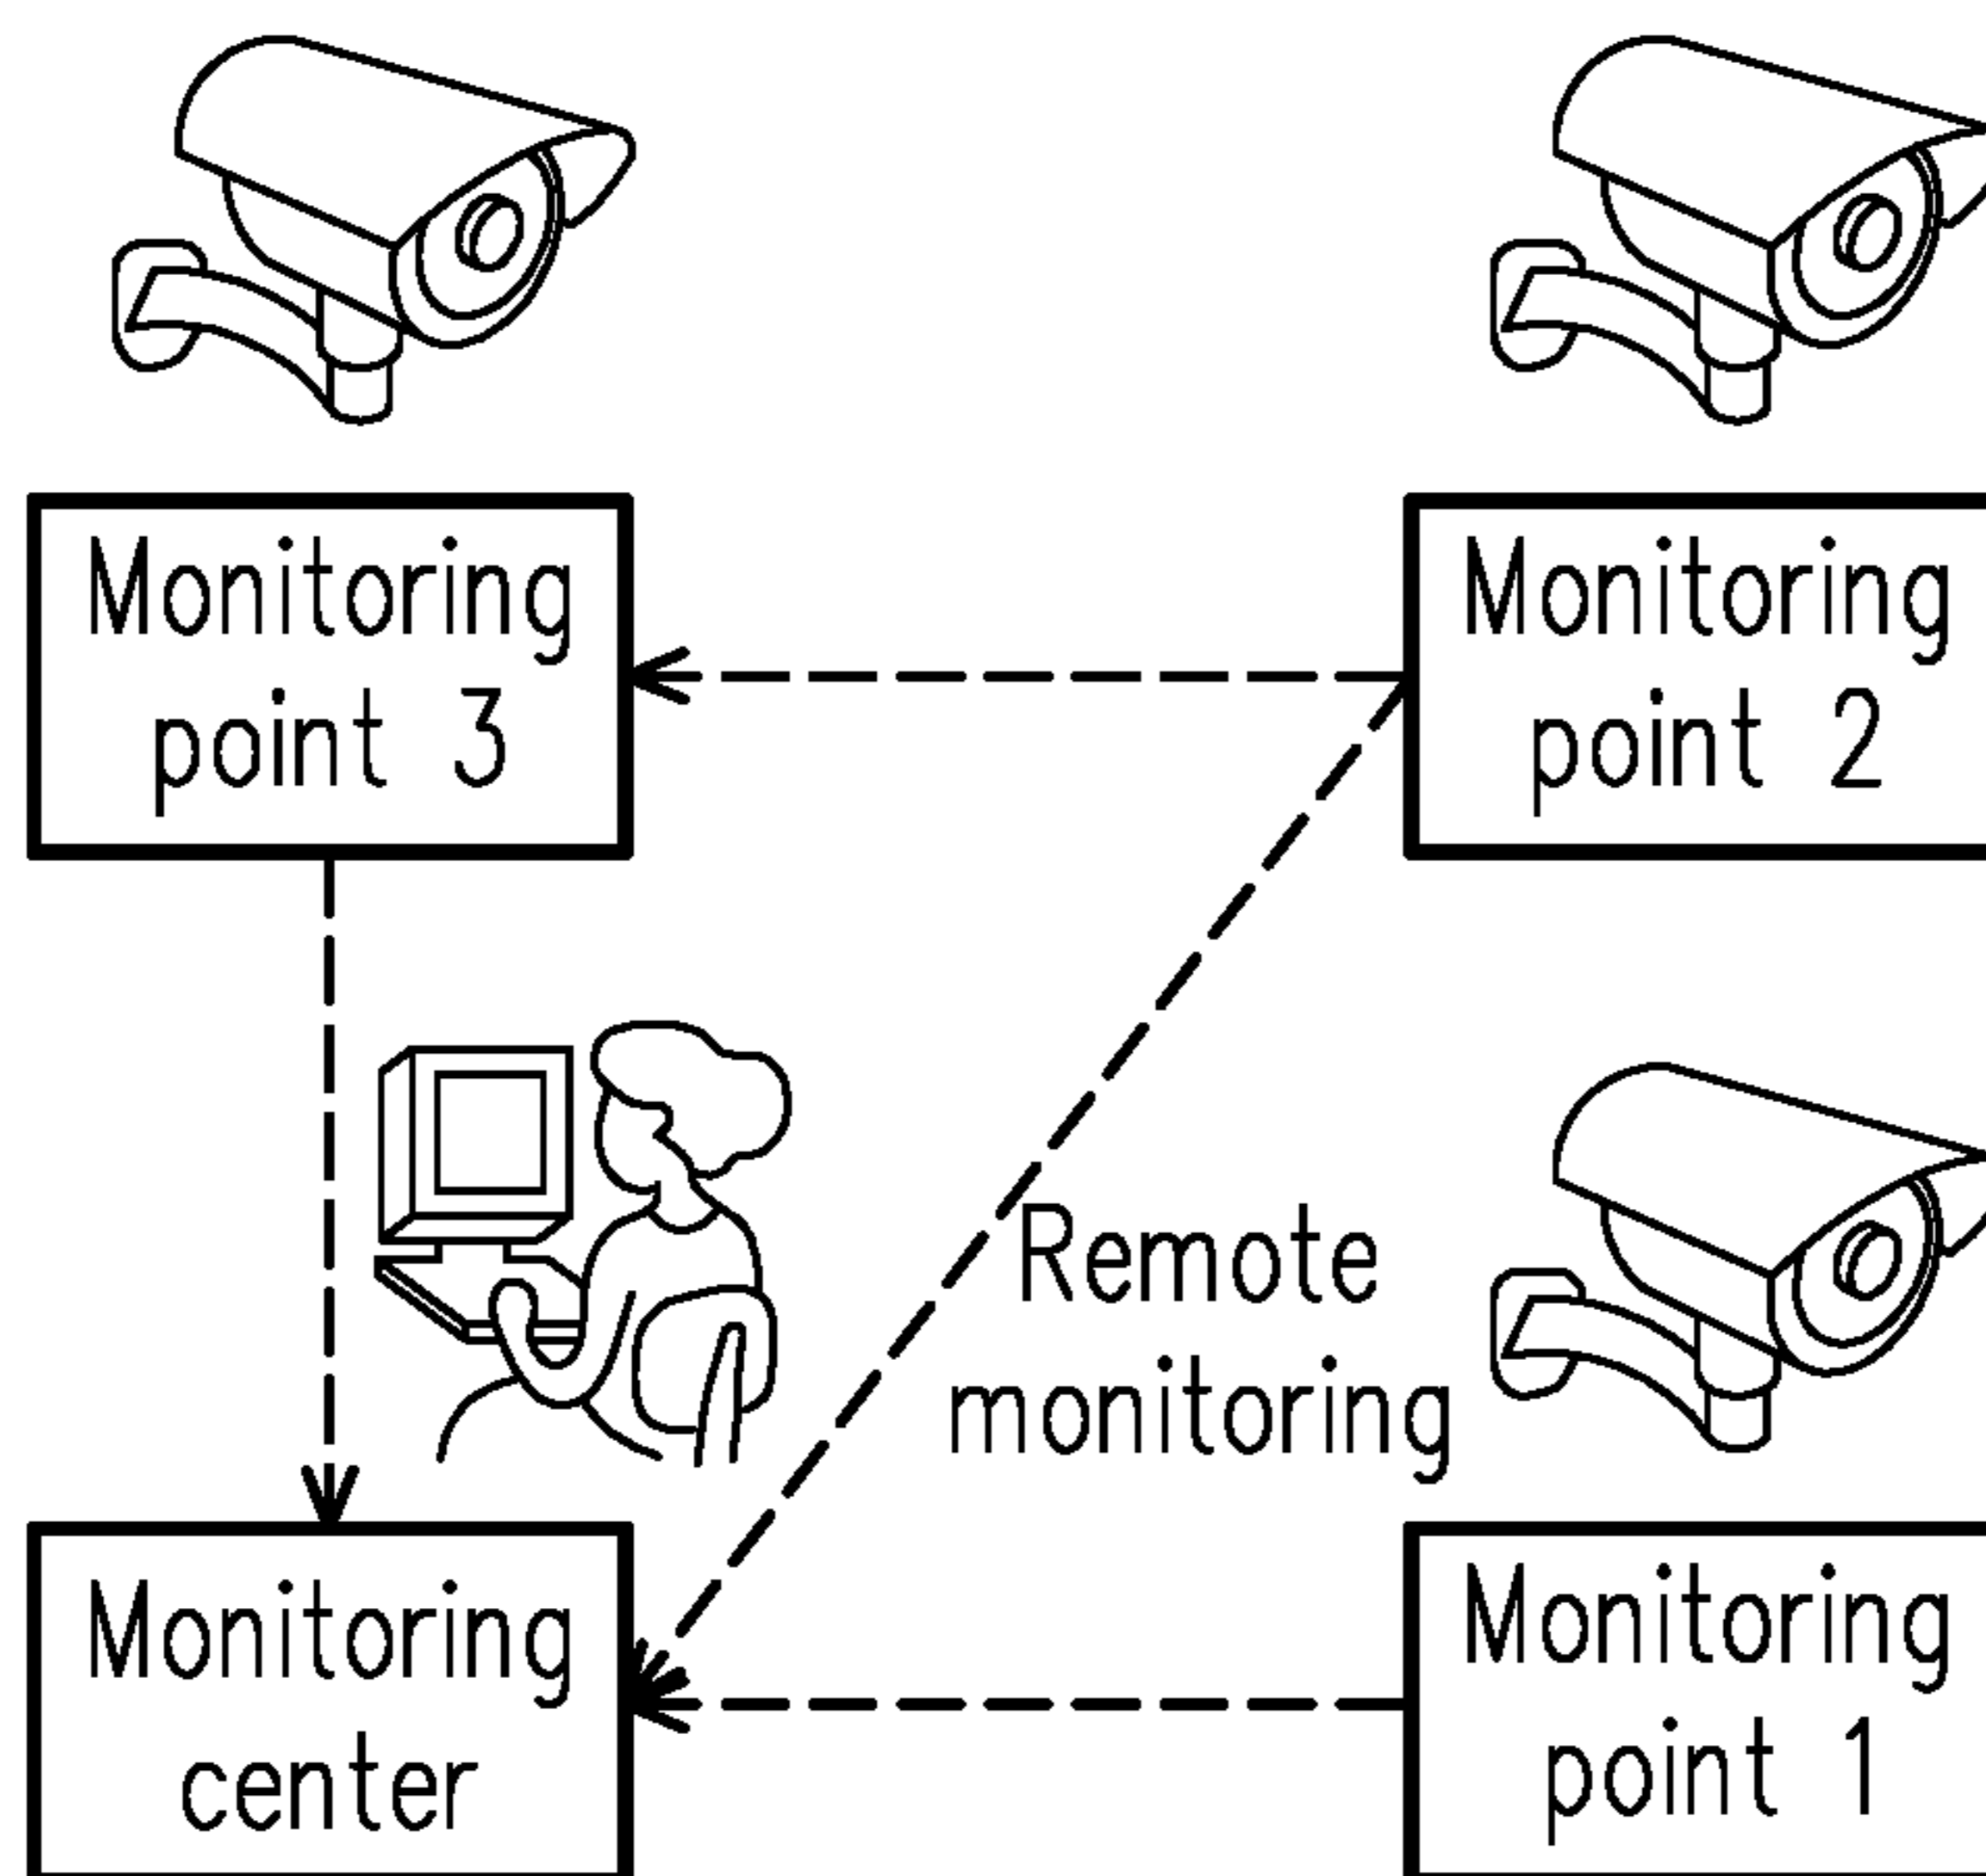 Monitoring
point 3
Monitoring
point 2
Remote
monitoring
Monitoring
center
Monitoring
point 1